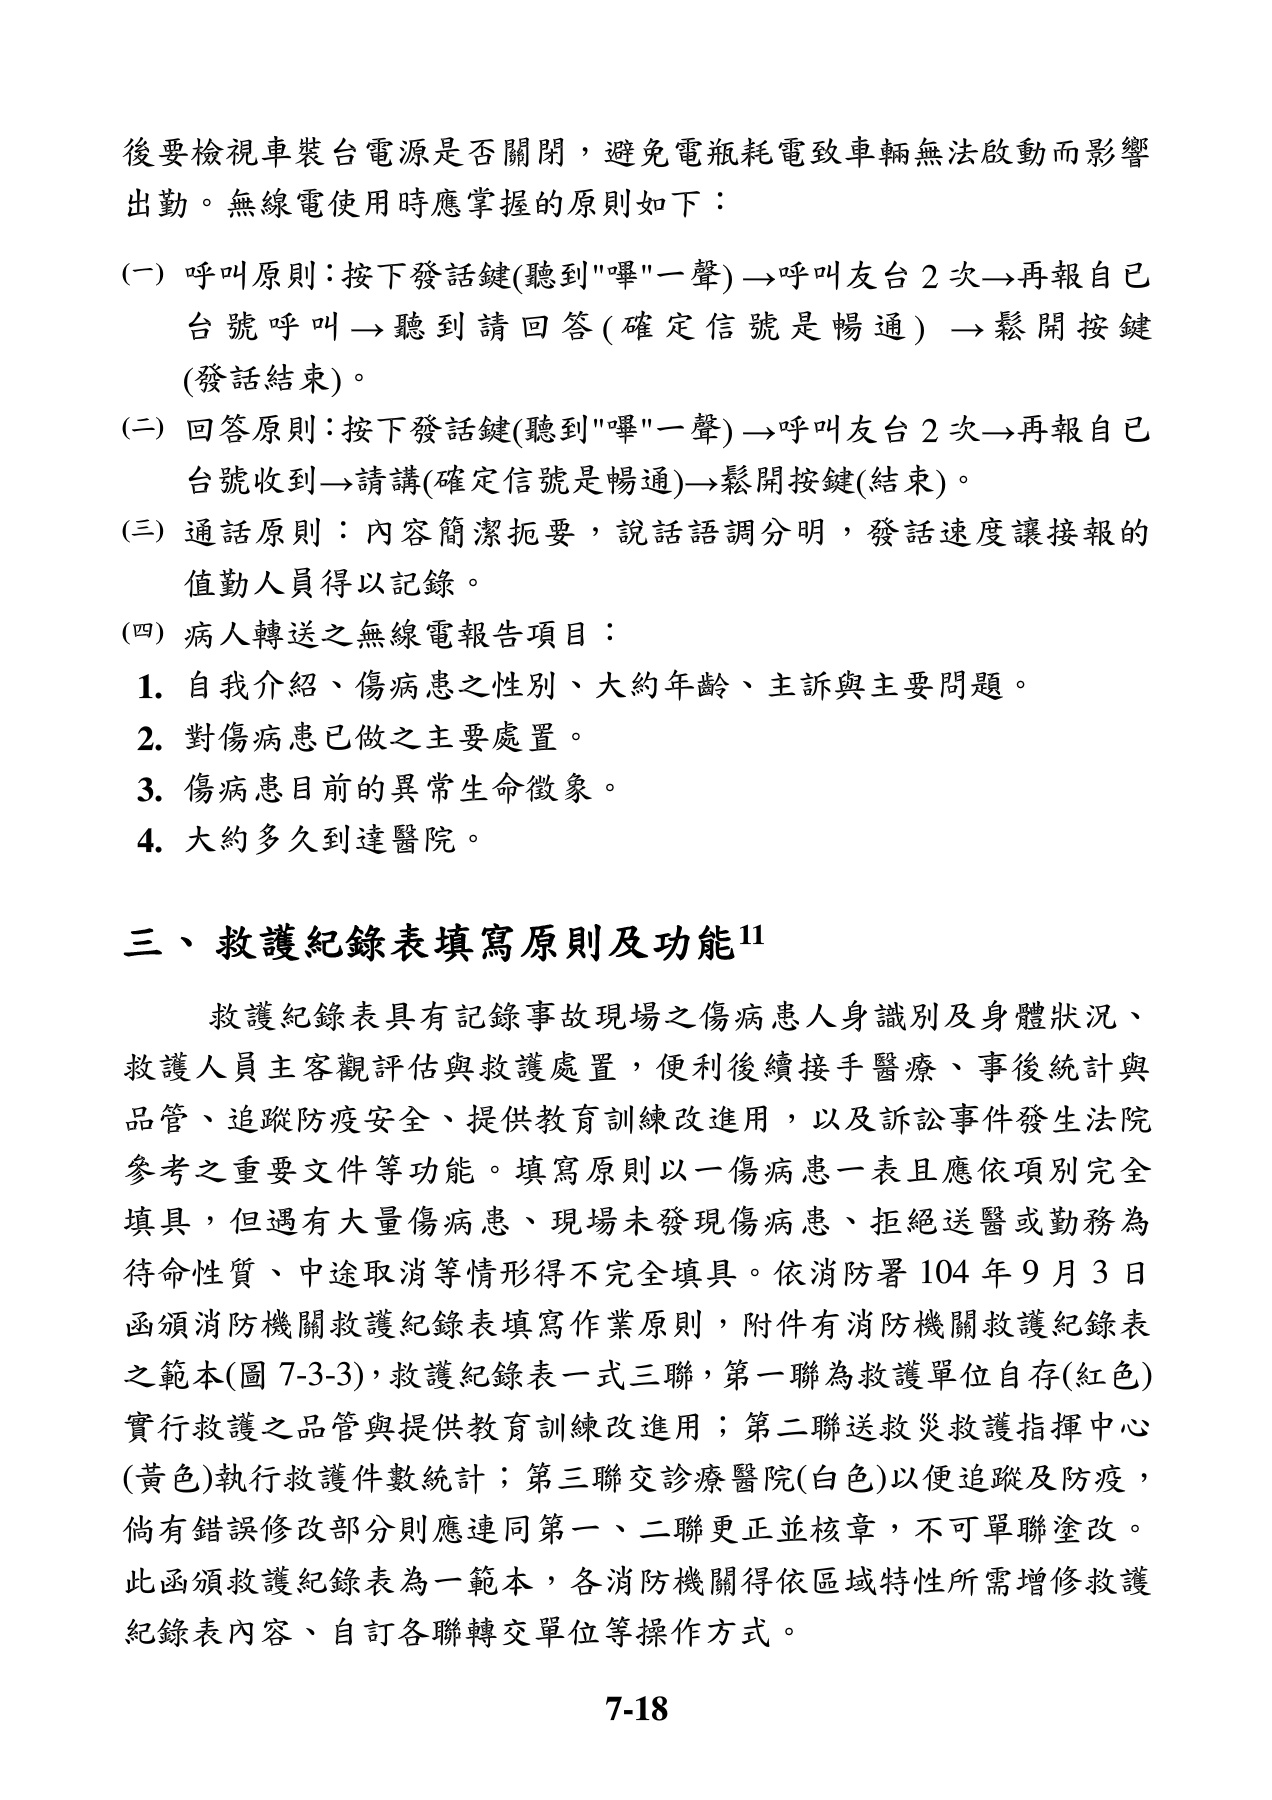 後要檢視車裝台電源是否關閉，避免電瓶耗電致車輛無法啟動而影響
出勤。無線電使用時應掌握的原則如下：
(一) 呼叫原則：按下發話鍵(聽到"嗶"一聲) →呼叫友台 2 次→再報自已
台號呼叫→聽到請回答(確定信號是暢通) →鬆開按鍵
(發話結束)。
(二) 回答原則：按下發話鍵(聽到"嗶"一聲) →呼叫友台 2 次→再報自已
台號收到→請講(確定信號是暢通)→鬆開按鍵(結束)。
(三) 通話原則：內容簡潔扼要，說話語調分明，發話速度讓接報的
值勤人員得以記錄。
(四) 病人轉送之無線電報告項目：
1. 自我介紹、傷病患之性別、大約年齡、主訴與主要問題。
2. 對傷病患已做之主要處置。
3. 傷病患目前的異常生命徵象。
4. 大約多久到達醫院。
三、救護紀錄表填寫原則及功能11
救護紀錄表具有記錄事故現場之傷病患人身識別及身體狀況、
救護人員主客觀評估與救護處置，便利後續接手醫療、事後統計與
品管、追蹤防疫安全、提供教育訓練改進用，以及訴訟事件發生法院
參考之重要文件等功能。填寫原則以一傷病患一表且應依項別完全
填具，但遇有大量傷病患、現場未發現傷病患、拒絕送醫或勤務為
待命性質、中途取消等情形得不完全填具。依消防署 104 年 9 月 3 日
函頒消防機關救護紀錄表填寫作業原則，附件有消防機關救護紀錄表
之範本(圖 7-3-3)，救護紀錄表一式三聯，第一聯為救護單位自存(紅色)
實行救護之品管與提供教育訓練改進用；第二聯送救災救護指揮中心
(黃色)執行救護件數統計；第三聯交診療醫院(白色)以便追蹤及防疫，
倘有錯誤修改部分則應連同第一、二聯更正並核章，不可單聯塗改。
此函頒救護紀錄表為一範本，各消防機關得依區域特性所需增修救護
紀錄表內容、自訂各聯轉交單位等操作方式。
7-18